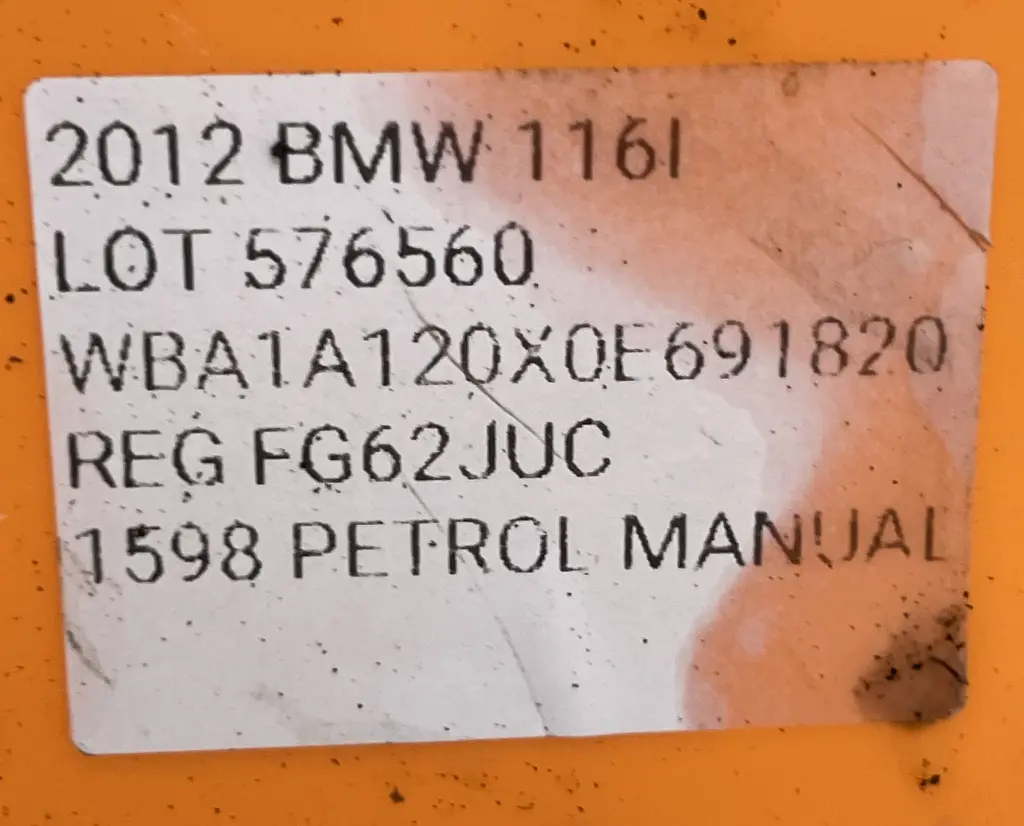 2012 BMW 116I
LOT 576560
WBA1A120X0E691820
REG FG62JUC
1598 PETROL MANUAL